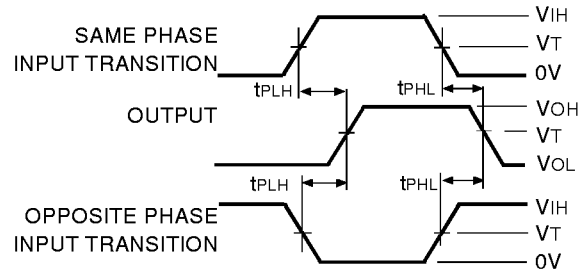 VIH
SAME PHASE
INPUT TRANSITION
VT
0V
tPLH
tPHL
OUTPUT
VOH
VT
VOL
tPLH
tPHL
OPPOSITE PHASE
INPUT TRANSITION
VIH
VT
0V